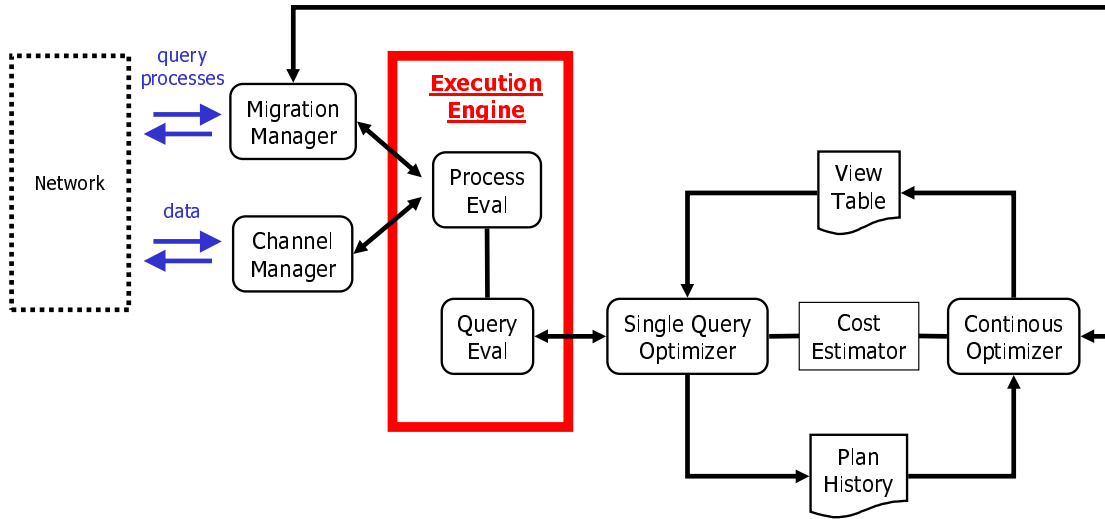 query
processes
Migration
Manager
Network
data
Channel
Manager
Execution
Engine
Process
Eval
Query
Eval
View
Table
Single Query
Optimizer
Cost
Estimator
Continous
Optimizer
Plan
History